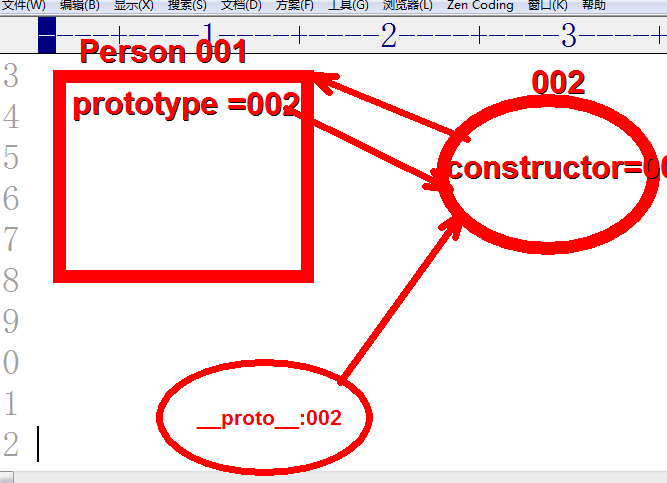 文件(W) 编辑(B) 显示(X) 搜索(S) 文档(D) 方案(F) 工具(G) 浏览器(L) Zen Coding 窗口(K) 帮助
1 2 3
Person 001
3
002
prototype =002
4
5
constructor=00
6
7
8
9
0
1
__proto__:002
2